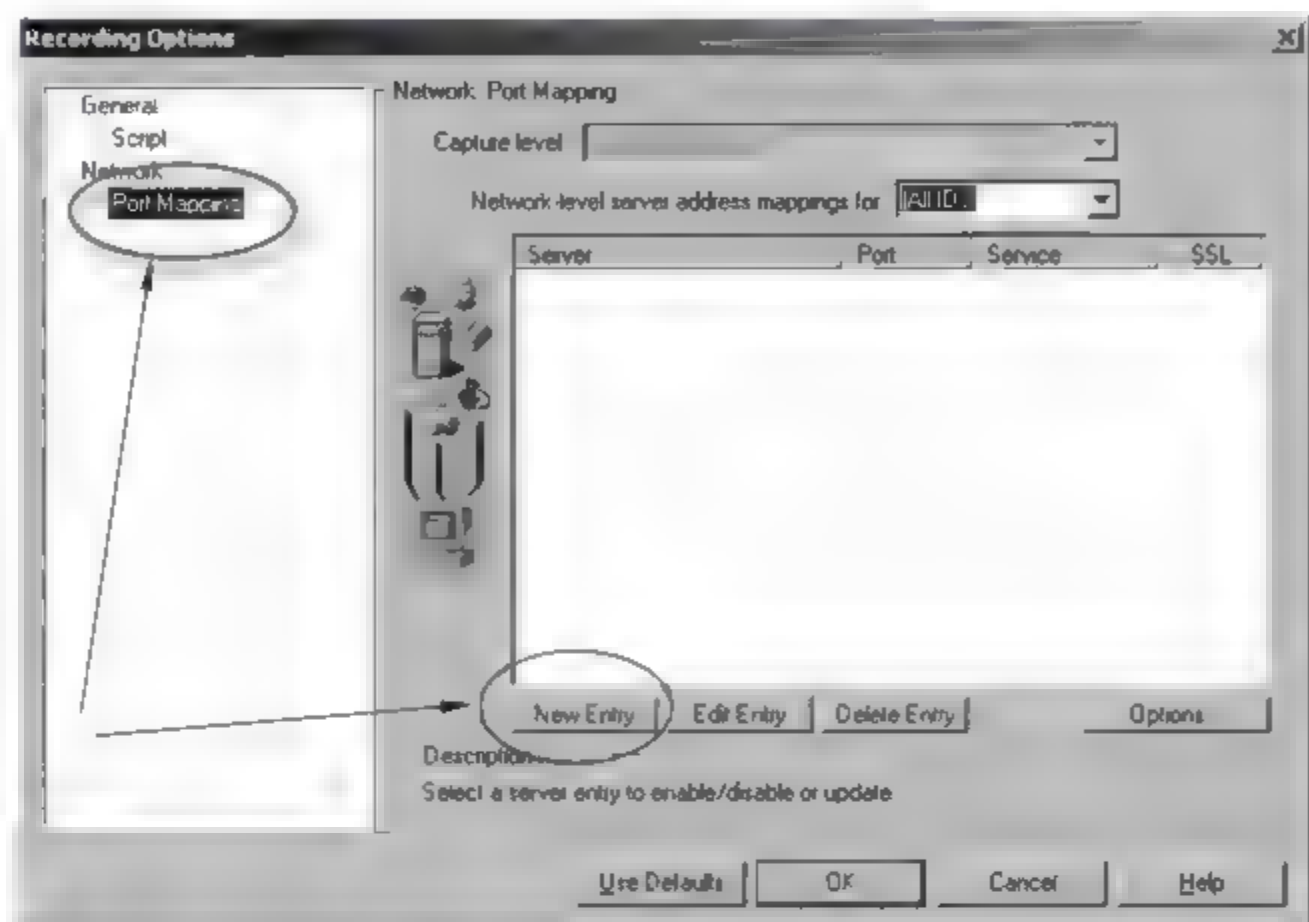 Recording Options
General
Script
Network
Port Mapping
Network: Port Mapping
Capture level
Network-level server address mappings for
Server Port Service SSL
New Entry Edit Entry Delete Entry Options
Description
Select a server entry to enable/disable or update
Use Defaults OK Cancel Help